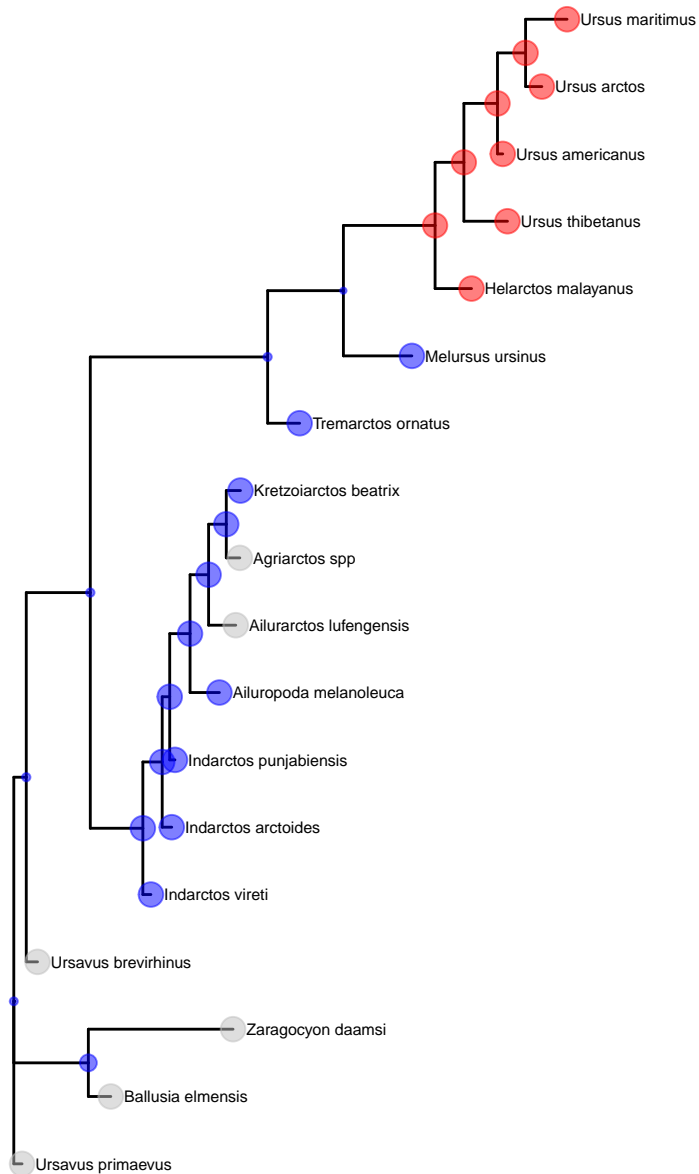 Ursus maritimus
Ursus arctos
Ursus americanus
Ursus thibetanus
Helarctos malayanus
Melursus ursinus
Tremarctos ornatus
Kretzoiarctos beatrix
Agriarctos spp
Ailurarctos lufengensis
Ailuropoda melanoleuca
Indarctos punjabiensis
Indarctos arctoides
Indarctos vireti
Ursavus brevirhinus
Zaragocyon daamsi
Ballusia elmensis
Ursavus primaevus